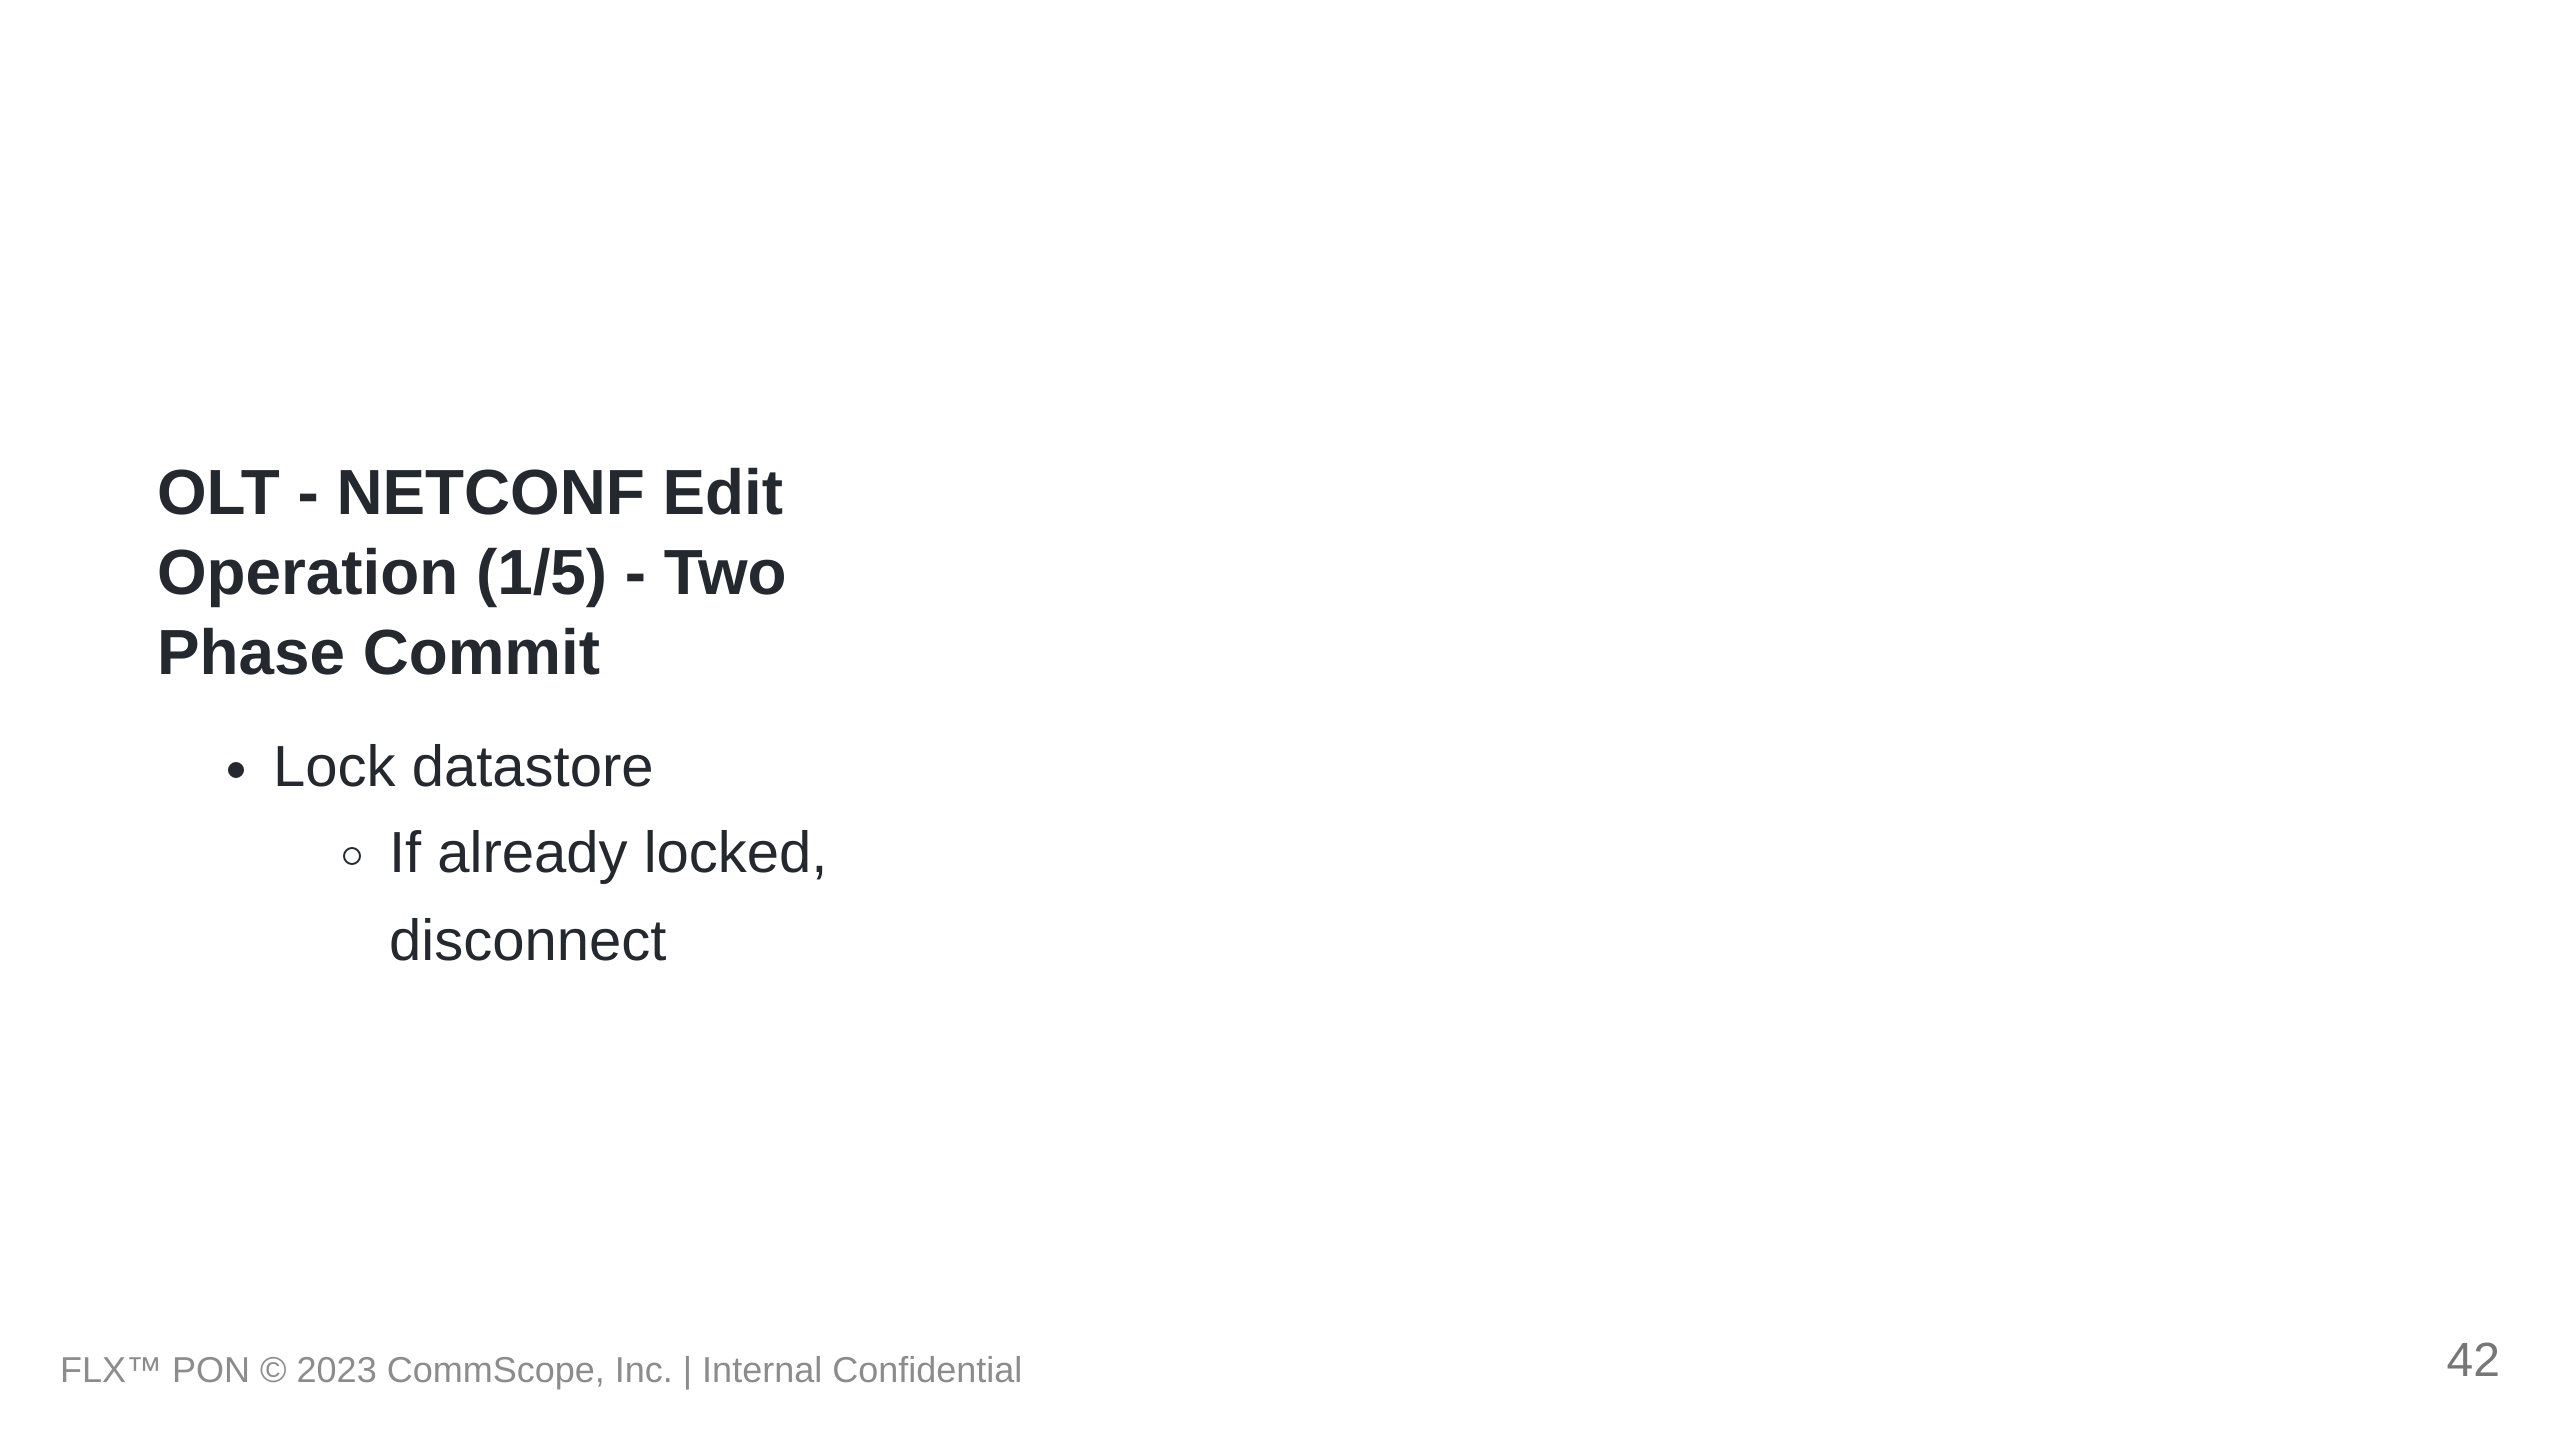 OLT - NETCONF Edit
Operation (1/5) - Two
Phase Commit
• Lock datastore
◦ If already locked,
disconnect
FLX™ PON © 2023 CommScope, Inc. | Internal Confidential
42